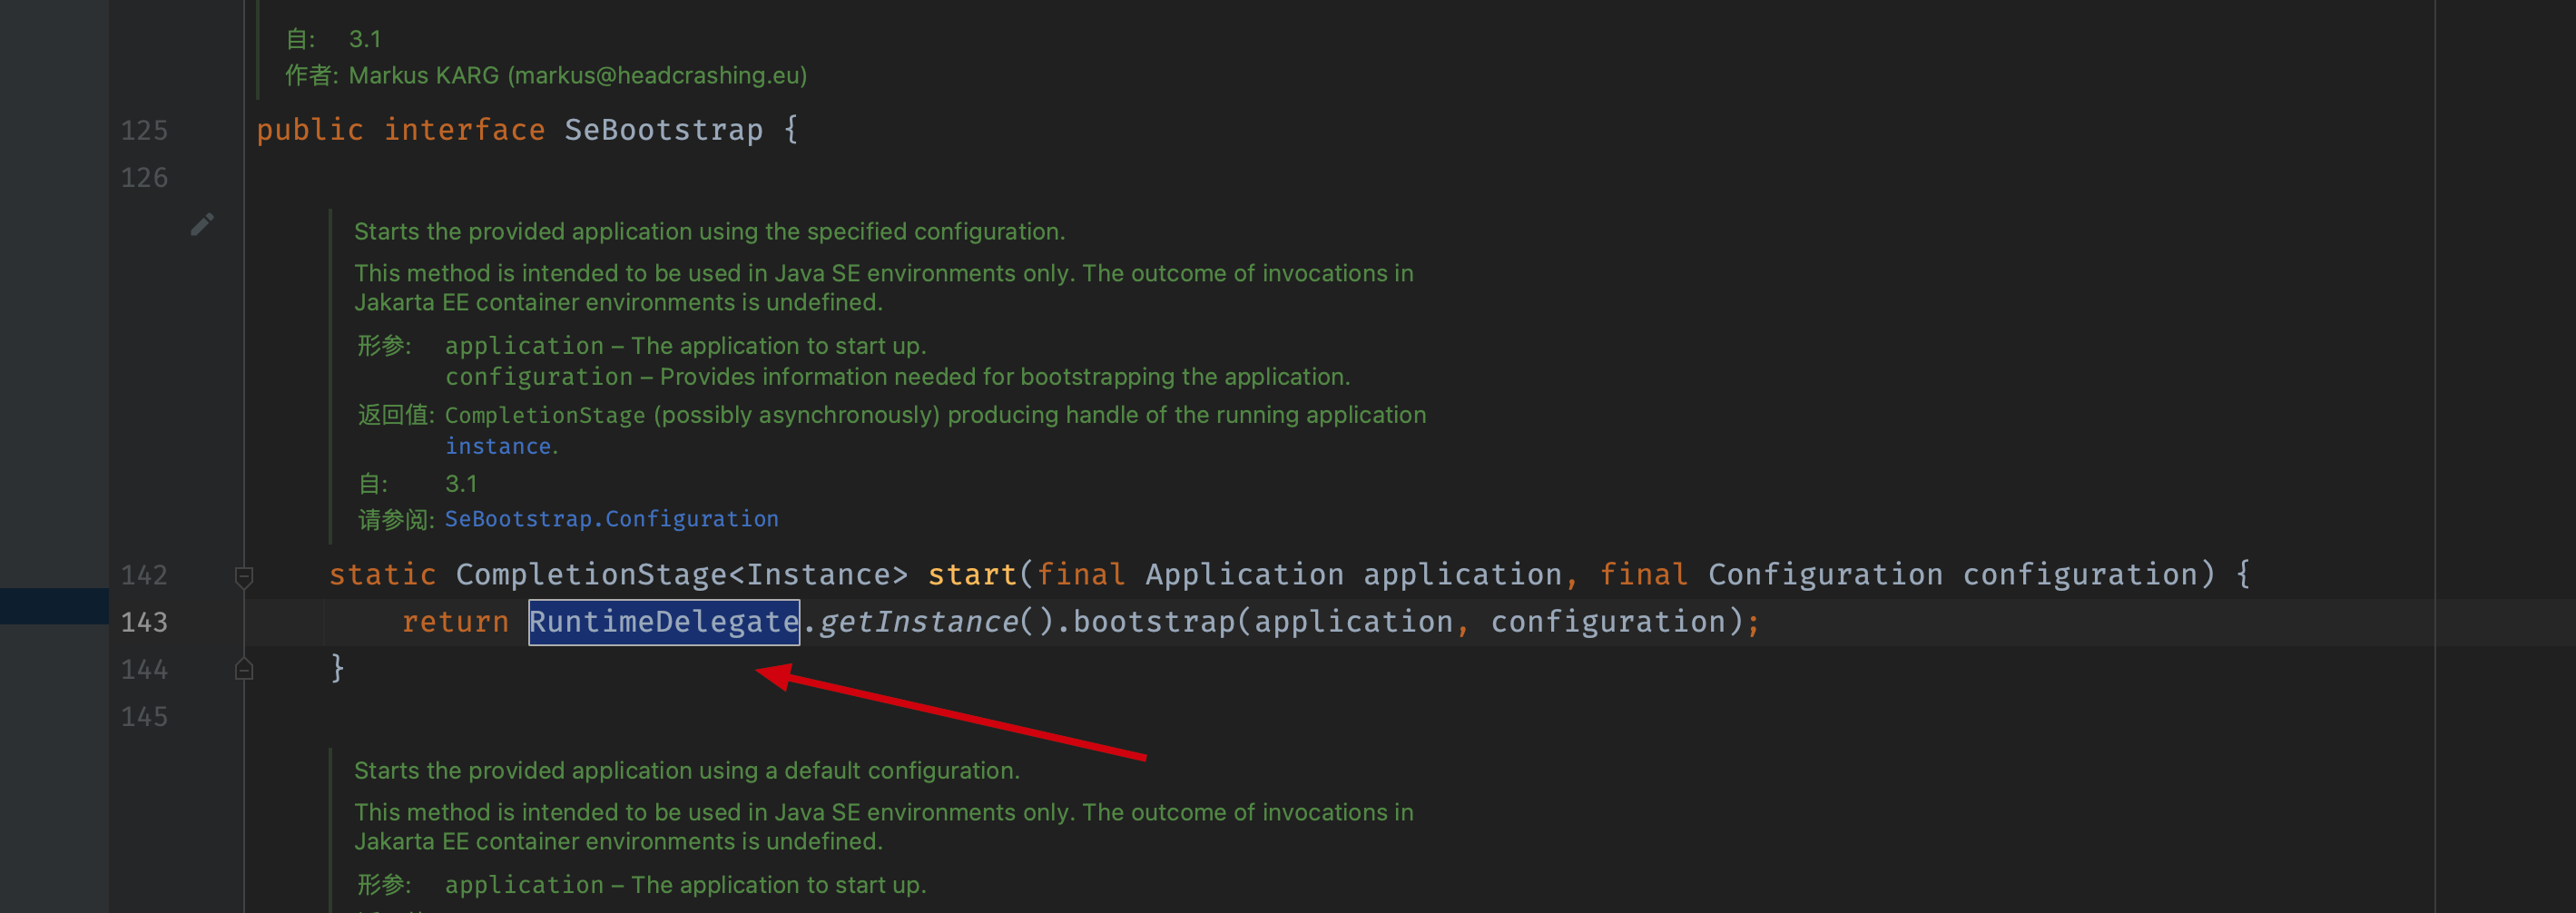 自: 3.1
作者: Markus KARG (markus@headcrashing.eu)
125 public interface SeBootstrap {
126
Starts the provided application using the specified configuration.
This method is intended to be used in Java SE environments only. The outcome of invocations in
Jakarta EE container environments is undefined.
形参: application – The application to start up.
configuration – Provides information needed for bootstrapping the application.
返回值: CompletionStage (possibly asynchronously) producing handle of the running application
instance.
自: 3.1
请参阅: SeBootstrap.Configuration
142 static CompletionStage<Instance> start(final Application application, final Configuration configuration) {
143 return RuntimeDelegate.getInstance().bootstrap(application, configuration);
144 }
145
Starts the provided application using a default configuration.
This method is intended to be used in Java SE environments only. The outcome of invocations in
Jakarta EE container environments is undefined.
形参: application – The application to start up.